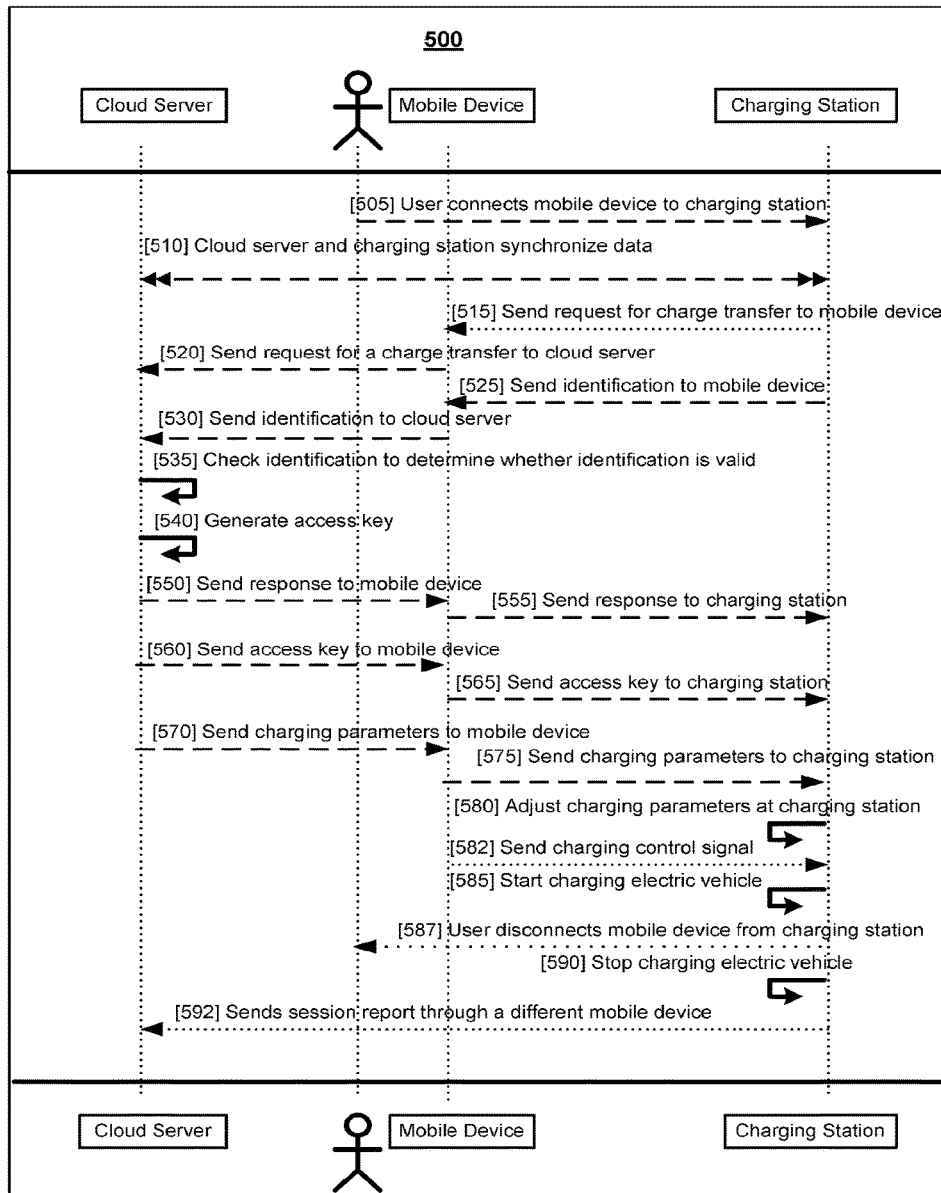 500
Cloud Server
Mobile Device
Charging Station
[505] User connects mobile device to charging station
[510] Cloud server and charging station synchronize data
[515] Send request for charge transfer to mobile device
[520] Send request for a charge transfer to cloud server
[525] Send identification to mobile device
[530] Send identification to cloud server
[535] Check identification to determine whether identification is valid
[540] Generate access key
[550] Send response to mobile device
[555] Send response to charging station
[560] Send access key to mobile device
[565] Send access key to charging station
[570] Send charging parameters to mobile device
[575] Send charging parameters to charging station
[580] Adjust charging parameters at charging station
[582] Send charging control signal
[585] Start charging electric vehicle
[587] User disconnects mobile device from charging station
[590] Stop charging electric vehicle
[592] Sends session report through a different mobile device
Cloud Server
Mobile Device
Charging Station